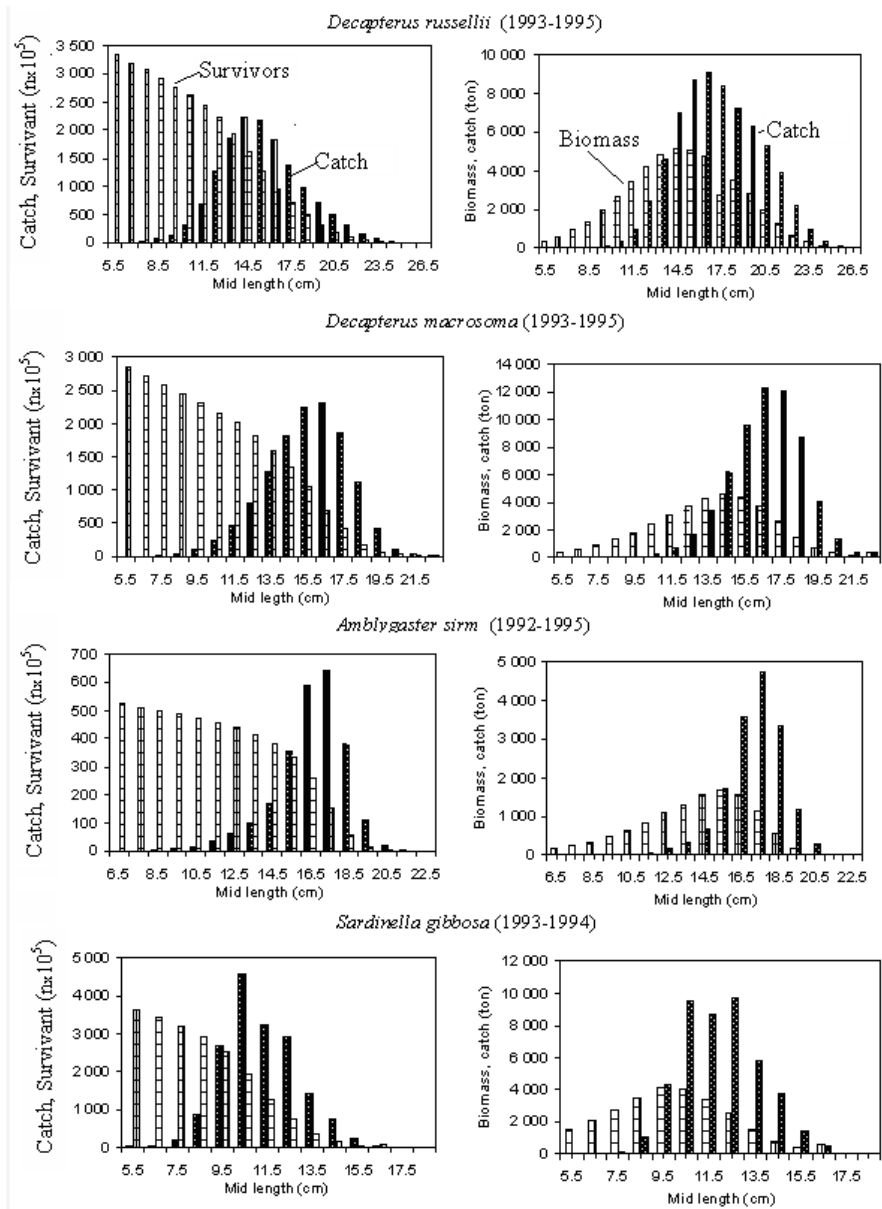 Decapterus russellii (1993-1995)
Catch, Survivant (nx10⁵)
3 500
3 000
2 500
2 000
1 500
1 000
500
0
Survivors
Catch
5.5 8.5 11.5 14.5 17.5 20.5 23.5 26.5
Mid length (cm)
Biomass, catch (ton)
10 000
8 000
6 000
4 000
2 000
0
Biomass
Catch
5.5 8.5 11.5 14.5 17.5 20.5 23.5 26.5
Mid length (cm)
Decapterus macrosoma (1993-1995)
Catch, Survivant (nx10⁵)
3 000
2 500
2 000
1 500
1 000
500
0
5.5 7.5 9.5 11.5 13.5 15.5 17.5 19.5 21.5
Mid legth (cm)
Biomass, catch (ton)
14 000
12 000
10 000
8 000
6 000
4 000
2 000
0
5.5 7.5 9.5 11.5 13.5 15.5 17.5 19.5 21.5
Mid length (cm)
Amblygaster sirm (1992-1995)
Catch, Survivant (nx10⁵)
700
600
500
400
300
200
100
0
6.5 8.5 10.5 12.5 14.5 16.5 18.5 20.5 22.5
Mid length (cm)
Biomass, catch (ton)
5 000
4 000
3 000
2 000
1 000
0
6.5 8.5 10.5 12.5 14.5 16.5 18.5 20.5 22.5
Mid length (cm)
Sardinella gibbosa (1993-1994)
Catch, Survivant (nx10⁵)
5 000
4 000
3 000
2 000
1 000
0
5.5 7.5 9.5 11.5 13.5 15.5 17.5
Mid length (cm)
Biomass, catch (ton)
12 000
10 000
8 000
6 000
4 000
2 000
0
5.5 7.5 9.5 11.5 13.5 15.5 17.5
Mid length (cm)